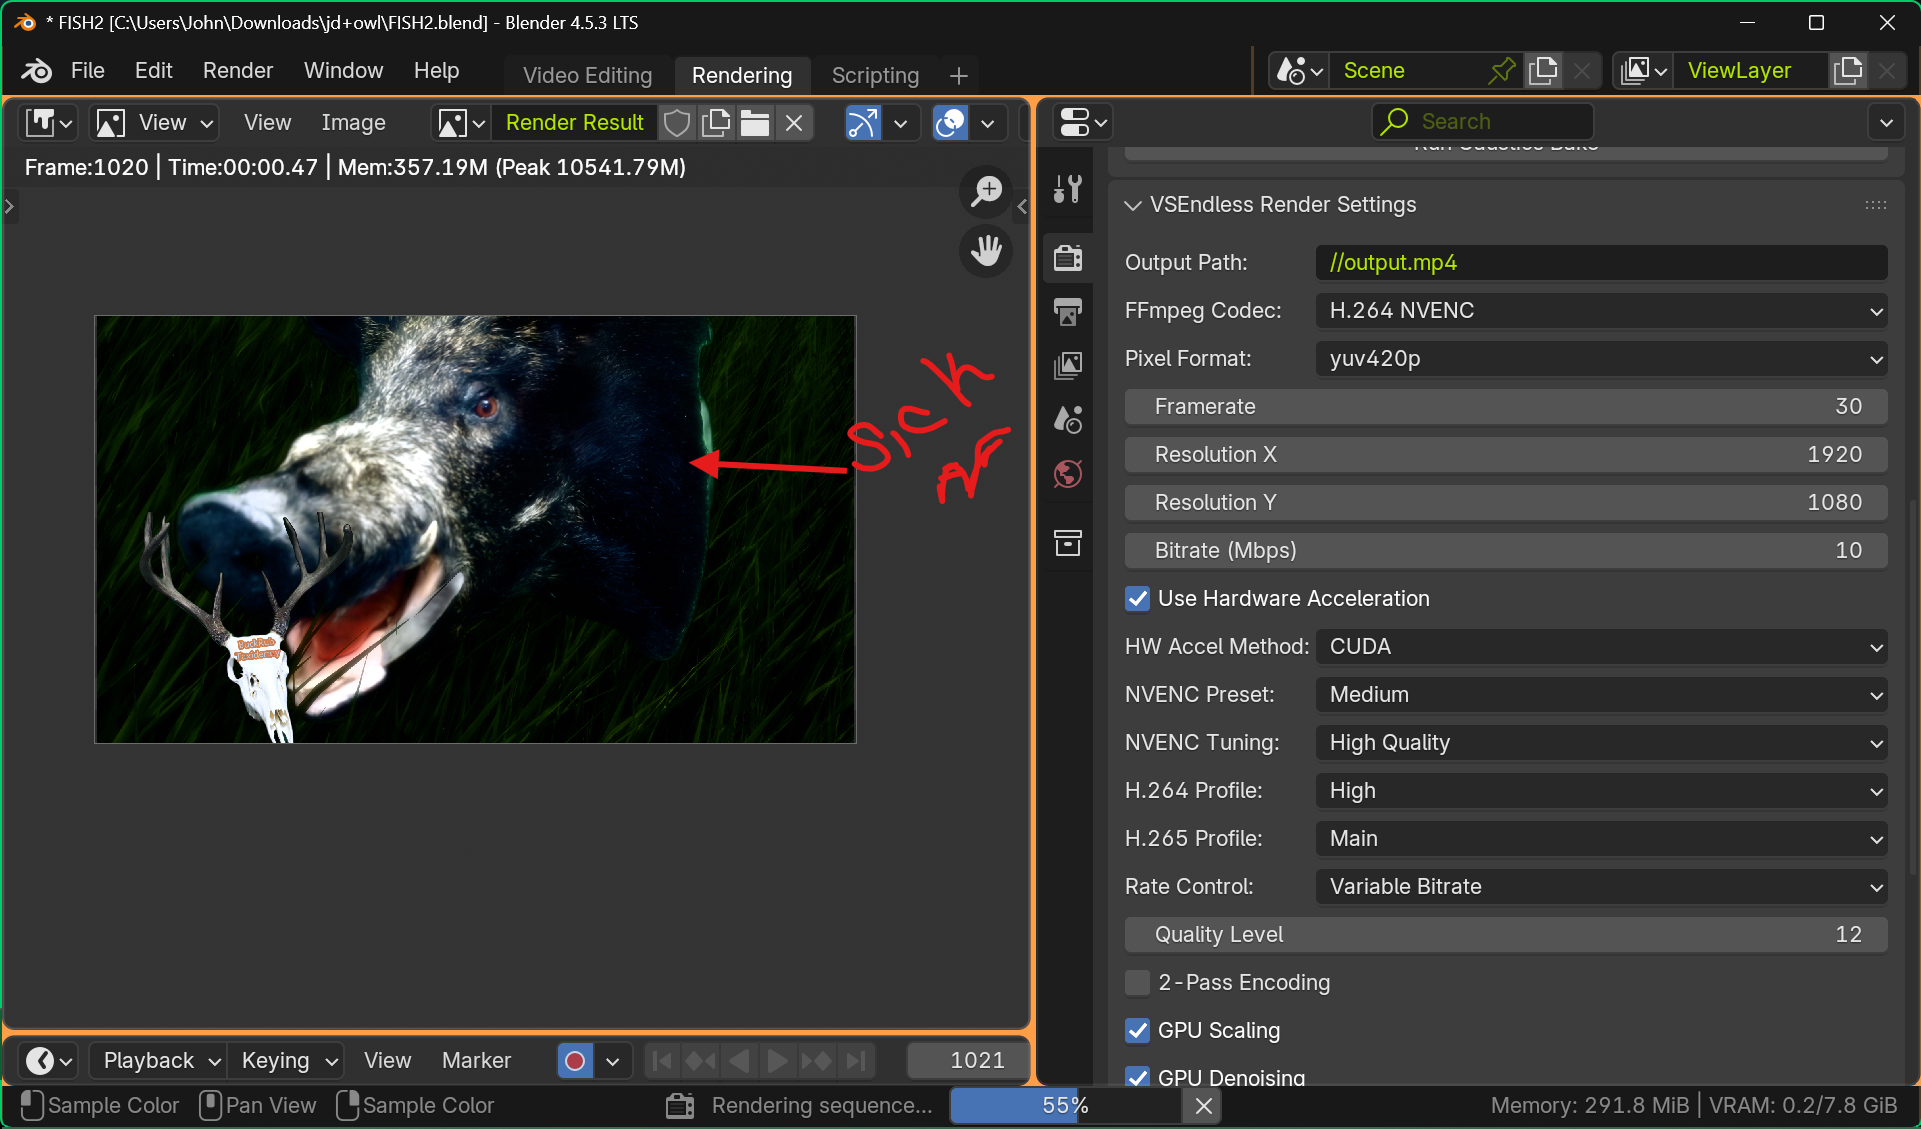 * FISH2 [C:\Users\John\Downloads\jd+owl\FISH2.blend] - Blender 4.5.3 LTS
File Edit Render Window Help Video Editing Rendering Scripting Scene ViewLayer
View View Image Render Result Search
Frame:1020 | Time:00:00.47 | Mem:357.19M (Peak 10541.79M)
Run Caustics Bake
VSEndless Render Settings
Output Path: //output.mp4
FFmpeg Codec: H.264 NVENC
Pixel Format: yuv420p
Framerate 30
Resolution X 1920
Resolution Y 1080
Bitrate (Mbps) 10
Use Hardware Acceleration
HW Accel Method: CUDA
NVENC Preset: Medium
NVENC Tuning: High Quality
H.264 Profile: High
H.265 Profile: Main
Rate Control: Variable Bitrate
Quality Level 12
2-Pass Encoding
GPU Scaling
GPU Denoising
SicK
AF
Playback Keying View Marker 1021
Sample Color Pan View Sample Color Rendering sequence... 55% Memory: 291.8 MiB | VRAM: 0.2/7.8 GiB